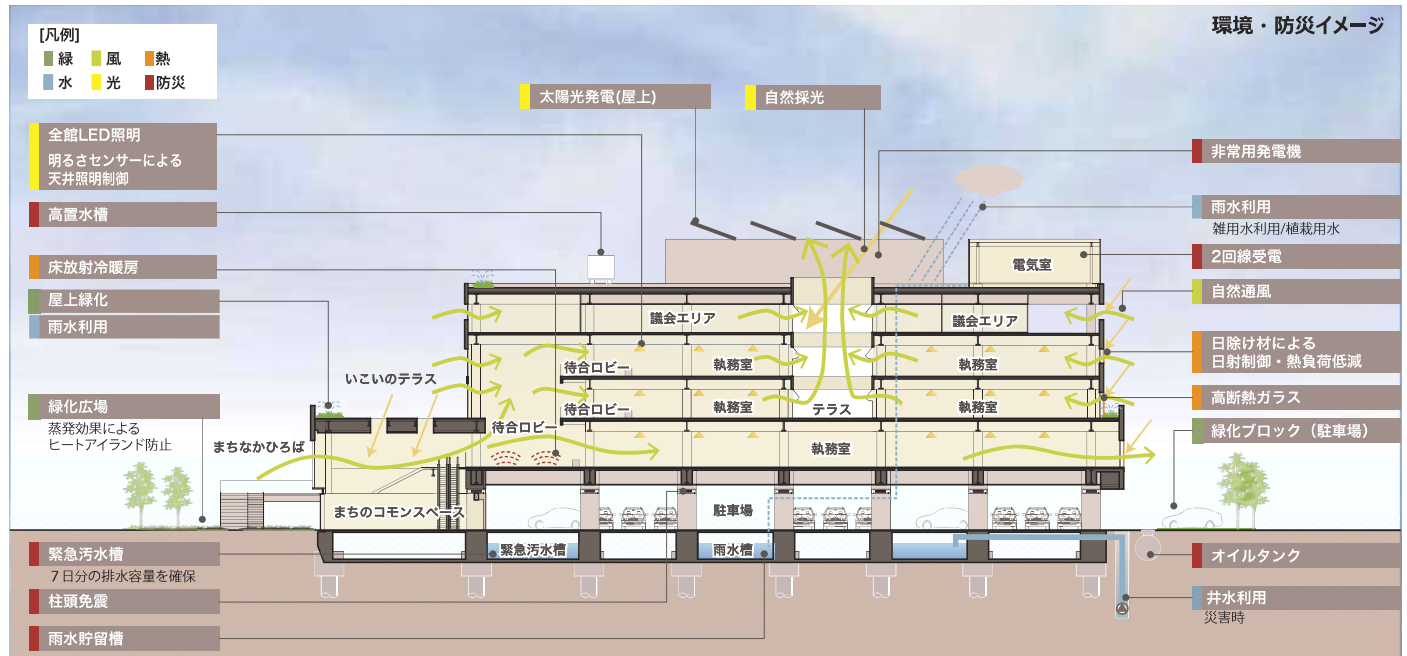 環境・防災イメージ
[凡例]
緑 風 熱
水 光 防災
太陽光発電(屋上)
自然採光
全館LED照明
明るさセンサーによる
天井照明制御
高置水槽
床放射冷暖房
屋上緑化
雨水利用
緑化広場
蒸発効果による
ヒートアイランド防止
緊急汚水槽
７日分の排水容量を確保
柱頭免震
雨水貯留槽
非常用発電機
雨水利用
雑用水利用/植栽用水
2回線受電
自然通風
日除け材による
日射制御・熱負荷低減
高断熱ガラス
緑化ブロック（駐車場）
オイルタンク
井水利用
災害時
電気室
議会エリア
議会エリア
待合ロビー
執務室
執務室
いこいのテラス
待合ロビー
執務室
テラス
執務室
待合ロビー
まちなかひろば
執務室
まちのコモンスペース
駐車場
緊急汚水槽
雨水槽